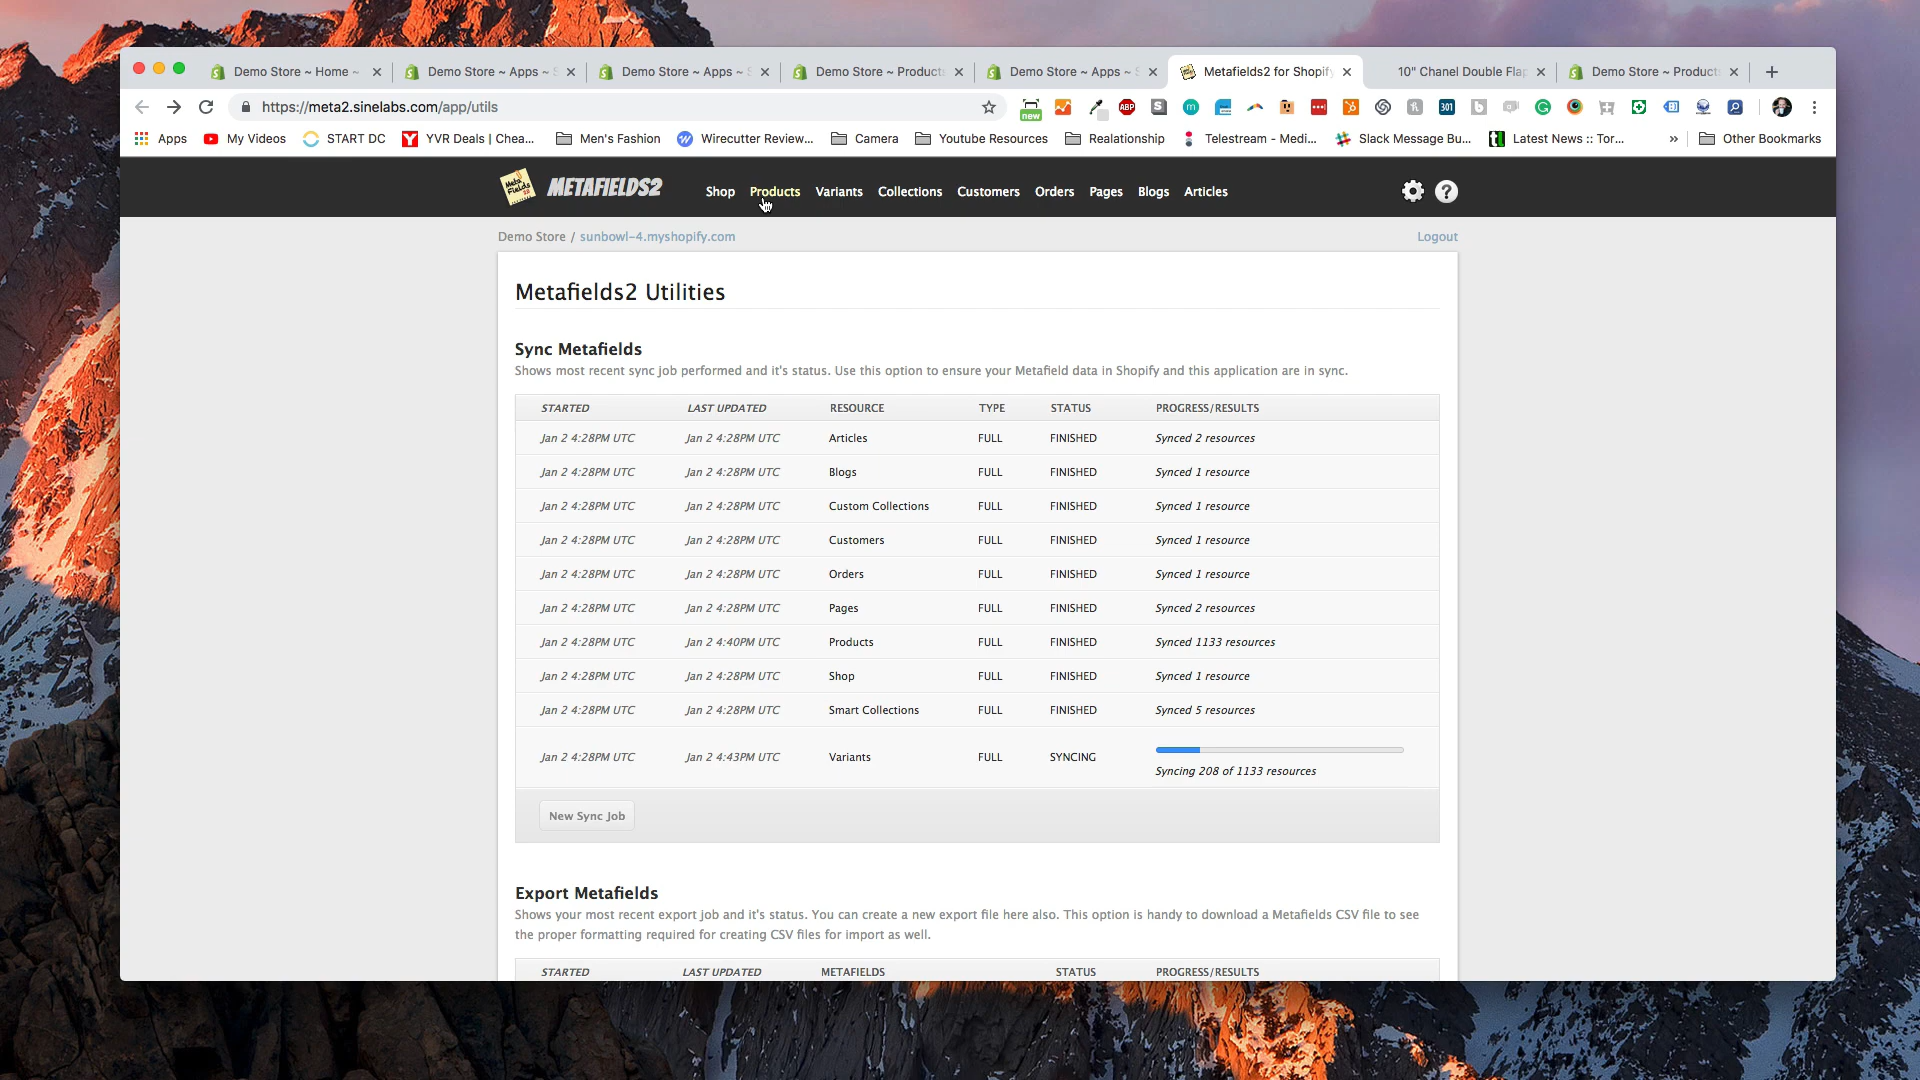 Demo Store ~ Home ~
Demo Store ~ Apps ~ S
Demo Store ~ Apps ~ S
Demo Store ~ Products
Demo Store ~ Apps ~ S
Metafields2 for Shopify
10" Chanel Double Flap
Demo Store ~ Products
https://meta2.sinelabs.com/app/utils
new
ABP
301
Apps
My Videos
START DC
YVR Deals | Chea...
Men's Fashion
Wirecutter Review...
Camera
Youtube Resources
Realationship
Telestream - Medi...
Slack Message Bu...
Latest News :: Tor...
»
Other Bookmarks
Meta Fields
METAFIELDS2
Shop
Products
Variants
Collections
Customers
Orders
Pages
Blogs
Articles
Demo Store / sunbowl-4.myshopify.com
Logout
Metafields2 Utilities
Sync Metafields
Shows most recent sync job performed and it's status. Use this option to ensure your Metafield data in Shopify and this application are in sync.
STARTED LAST UPDATED RESOURCE TYPE STATUS PROGRESS/RESULTS
Jan 2 4:28PM UTC Jan 2 4:28PM UTC Articles FULL FINISHED Synced 2 resources
Jan 2 4:28PM UTC Jan 2 4:28PM UTC Blogs FULL FINISHED Synced 1 resource
Jan 2 4:28PM UTC Jan 2 4:28PM UTC Custom Collections FULL FINISHED Synced 1 resource
Jan 2 4:28PM UTC Jan 2 4:28PM UTC Customers FULL FINISHED Synced 1 resource
Jan 2 4:28PM UTC Jan 2 4:28PM UTC Orders FULL FINISHED Synced 1 resource
Jan 2 4:28PM UTC Jan 2 4:28PM UTC Pages FULL FINISHED Synced 2 resources
Jan 2 4:28PM UTC Jan 2 4:40PM UTC Products FULL FINISHED Synced 1133 resources
Jan 2 4:28PM UTC Jan 2 4:28PM UTC Shop FULL FINISHED Synced 1 resource
Jan 2 4:28PM UTC Jan 2 4:28PM UTC Smart Collections FULL FINISHED Synced 5 resources
Jan 2 4:28PM UTC Jan 2 4:43PM UTC Variants FULL SYNCING
Syncing 208 of 1133 resources
New Sync Job
Export Metafields
Shows your most recent export job and it's status. You can create a new export file here also. This option is handy to download a Metafields CSV file to see
the proper formatting required for creating CSV files for import as well.
STARTED LAST UPDATED METAFIELDS STATUS PROGRESS/RESULTS